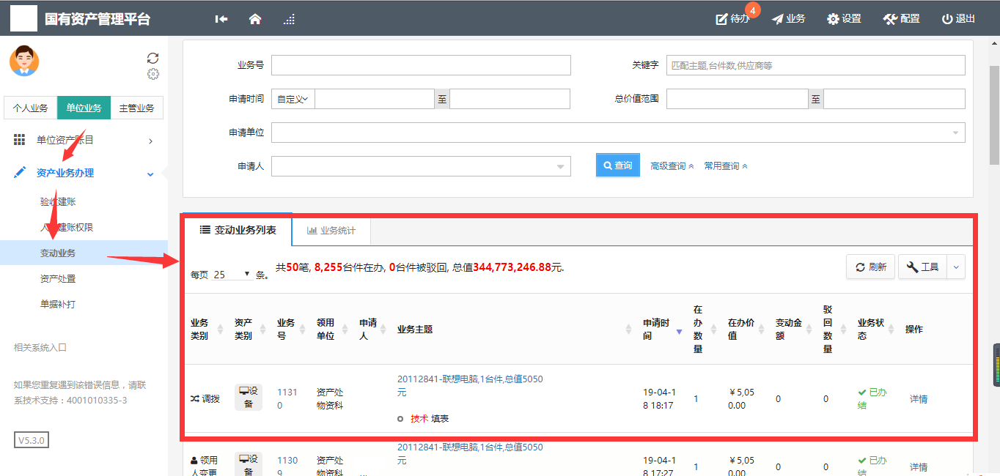 国有资产管理平台
待办
4
业务
设置
配置
退出
个人业务
单位业务
主管业务
单位资产账目
资产业务办理
验收建账
建账权限
变动业务
资产处置
单据补打
相关系统入口
如果您重复遇到该错误信息，请联
系技术支持：4001010335-3
V5.3.0
业务号
关键字 匹配主题,台件数,供应商等
申请时间 自定义 至
总价值范围 至
申请单位
申请人
查询 高级查询 常用查询
变动业务列表 业务统计
每页 25 条。 共50笔, 8,255台件在办, 0台件被驳回, 总值344,773,246.88元.
刷新 工具
业务类别 资产类别 业务号 领用单位 申请人 业务主题 申请时间 在办数量 在办价值 变动金额 驳回数量 业务状态 操作
调拨 设备 11310 资产处物资科 20112841-联想电脑,1台件,总值5050元 19-04-18 18:17 1 ￥5,050.00 0 0 已办结 详情
技术 填表
领用人变更 设备 11309 资产处物资科 20112841-联想电脑,1台件,总值5050元 19-04-18 17:27 1 ￥5,050.00 0 0 已办结 详情